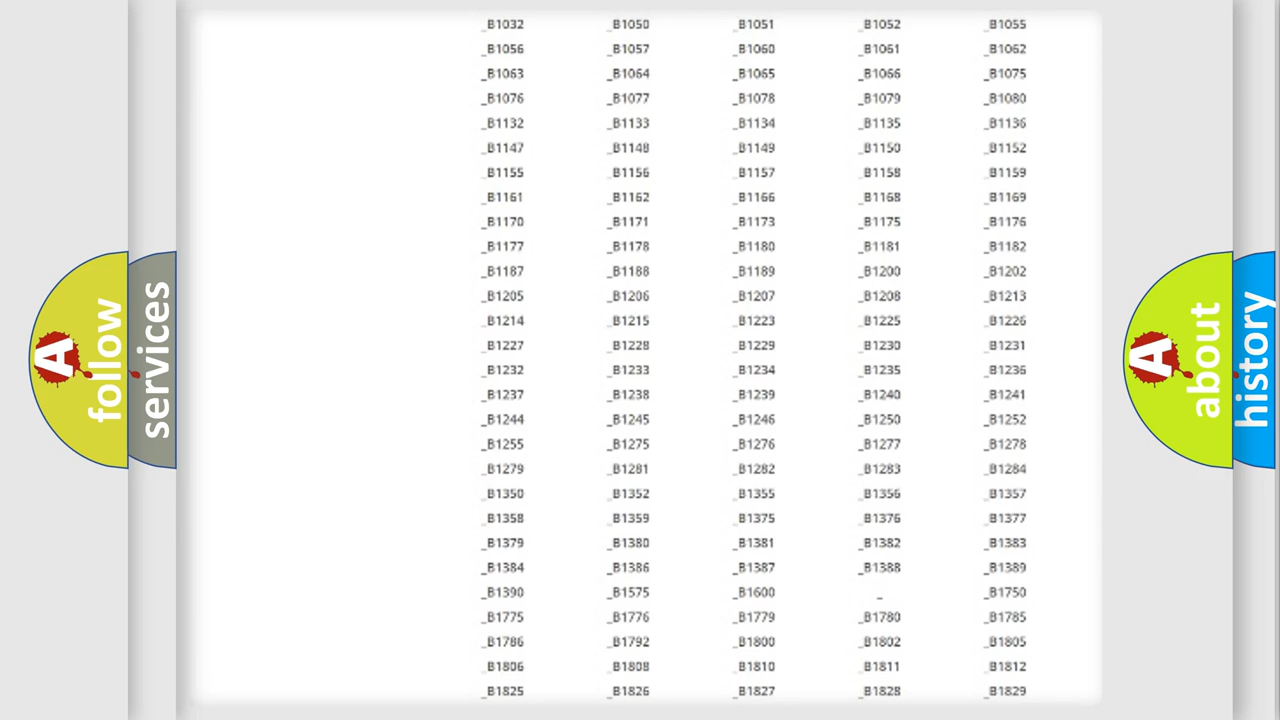 _B1032 _B1050 _B1051 _B1052 _B1055
_B1056 _B1057 _B1060 _B1061 _B1062
_B1063 _B1064 _B1065 _B1066 _B1075
_B1076 _B1077 _B1078 _B1079 _B1080
_B1132 _B1133 _B1134 _B1135 _B1136
_B1147 _B1148 _B1149 _B1150 _B1152
_B1155 _B1156 _B1157 _B1158 _B1159
_B1161 _B1162 _B1166 _B1168 _B1169
_B1170 _B1171 _B1173 _B1175 _B1176
_B1177 _B1178 _B1180 _B1181 _B1182
_B1187 _B1188 _B1189 _B1200 _B1202
_B1205 _B1206 _B1207 _B1208 _B1213
_B1214 _B1215 _B1223 _B1225 _B1226
_B1227 _B1228 _B1229 _B1230 _B1231
_B1232 _B1233 _B1234 _B1235 _B1236
_B1237 _B1238 _B1239 _B1240 _B1241
_B1244 _B1245 _B1246 _B1250 _B1252
_B1255 _B1275 _B1276 _B1277 _B1278
_B1279 _B1281 _B1282 _B1283 _B1284
_B1350 _B1352 _B1355 _B1356 _B1357
_B1358 _B1359 _B1375 _B1376 _B1377
_B1379 _B1380 _B1381 _B1382 _B1383
_B1384 _B1386 _B1387 _B1388 _B1389
_B1390 _B1575 _B1600 _ _B1750
_B1775 _B1776 _B1779 _B1780 _B1785
_B1786 _B1792 _B1800 _B1802 _B1805
_B1806 _B1808 _B1810 _B1811 _B1812
_B1825 _B1826 _B1827 _B1828 _B1829
A follow
services
A about
history